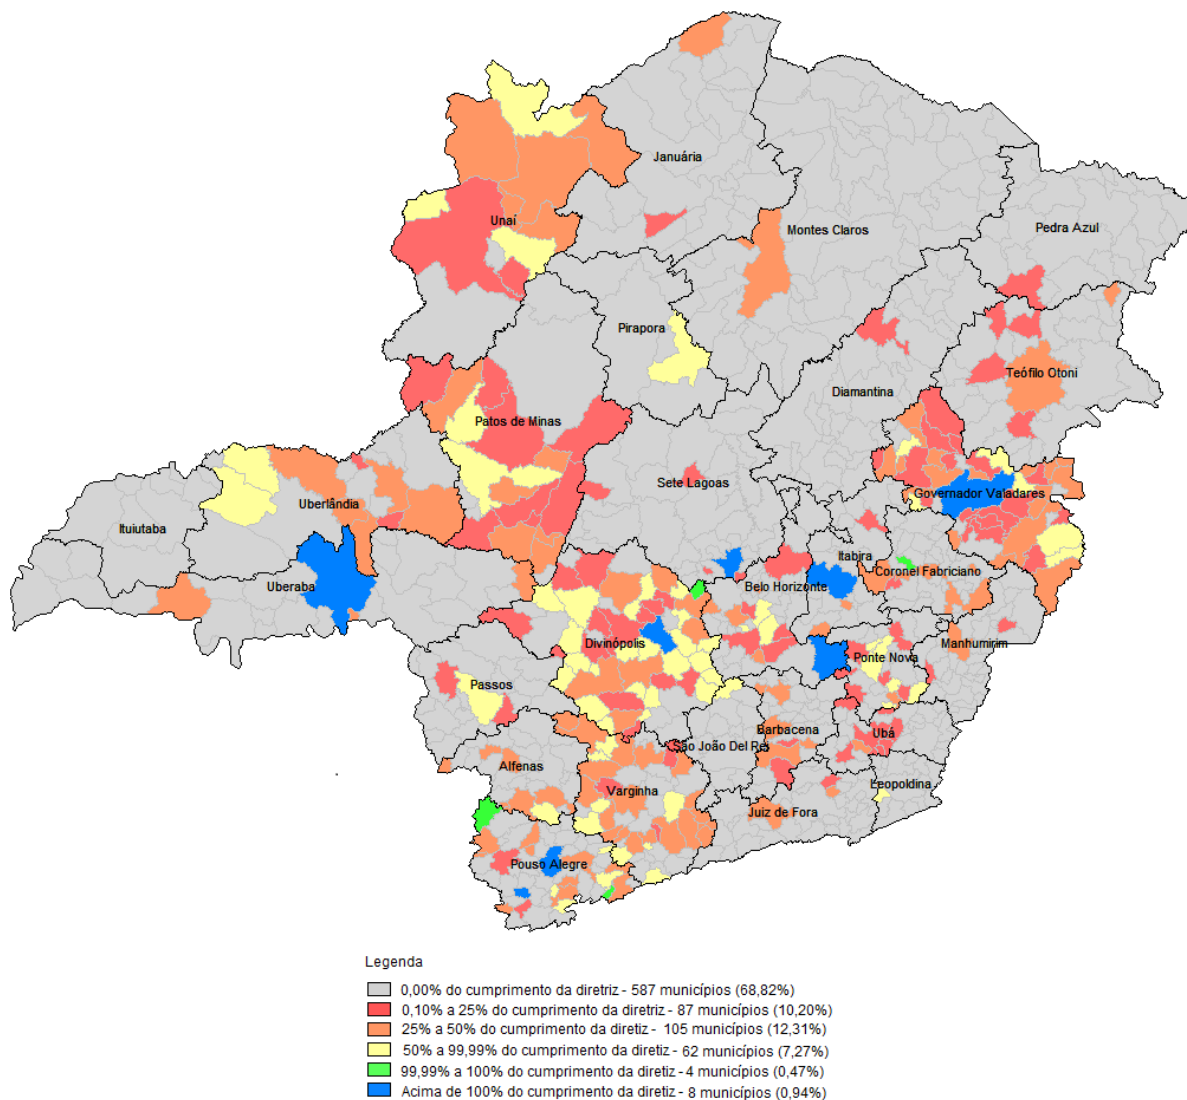 Januária
Unaí
Montes Claros
Pedra Azul
Pirapora
Teófilo Otoni
Diamantina
Patos de Minas
Sete Lagoas
Governador Valadares
Uberlândia
Ituiutaba
Itabira
Coronel Fabriciano
Uberaba
Belo Horizonte
Divinópolis
Manhumirim
Ponte Nova
Passos
Barbacena
Ubá
São João Del Rei
Alfenas
Leopoldina
Varginha
Juiz de Fora
Pouso Alegre
Legenda
0,00% do cumprimento da diretriz - 587 municípios (68,82%)
0,10% a 25% do cumprimento da diretriz - 87 municípios (10,20%)
25% a 50% do cumprimento da diretiz - 105 municípios (12,31%)
50% a 99,99% do cumprimento da diretiz - 62 municípios (7,27%)
99,99% a 100% do cumprimento da diretiz - 4 municípios (0,47%)
Acima de 100% do cumprimento da diretiz - 8 municípios (0,94%)